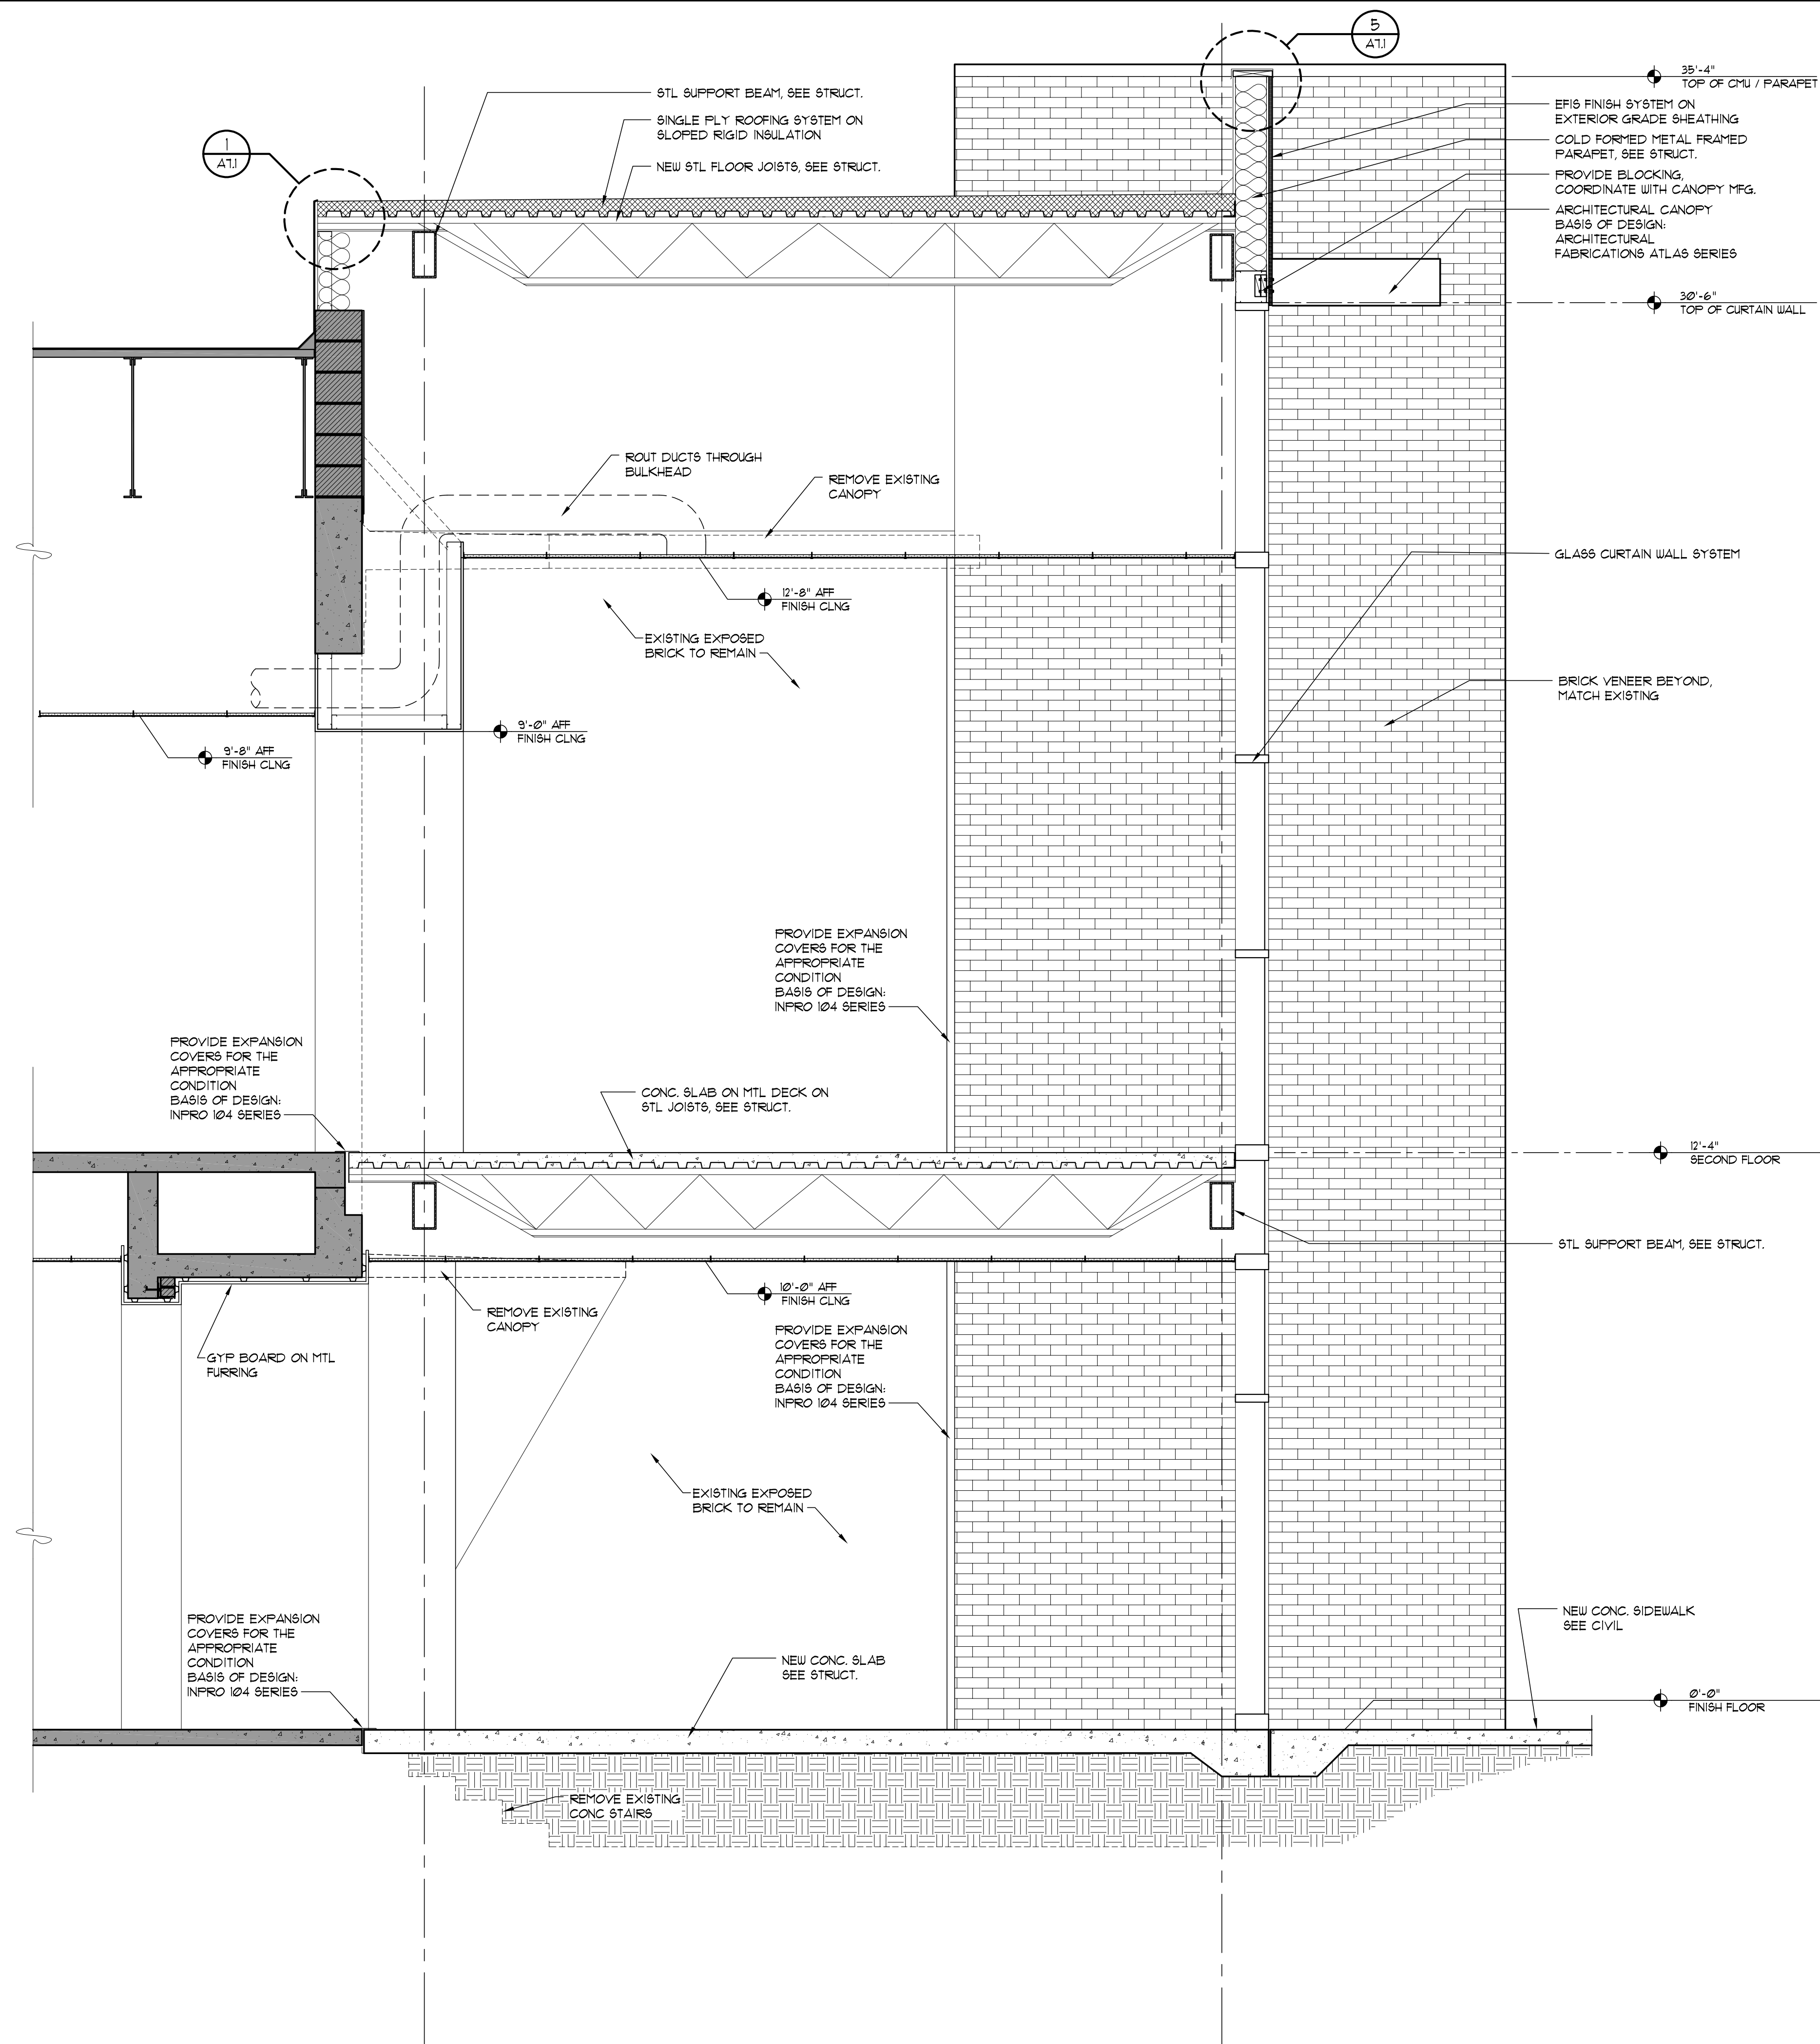 5
A7.1
35'-4"
TOP OF CMU / PARAPET
STL SUPPORT BEAM, SEE STRUCT.
SINGLE PLY ROOFING SYSTEM ON
SLOPED RIGID INSULATION
NEW STL FLOOR JOISTS, SEE STRUCT.
1
A7.1
EFIS FINISH SYSTEM ON
EXTERIOR GRADE SHEATHING
COLD FORMED METAL FRAMED
PARAPET, SEE STRUCT.
PROVIDE BLOCKING,
COORDINATE WITH CANOPY MFG.
ARCHITECTURAL CANOPY
BASIS OF DESIGN:
ARCHITECTURAL
FABRICATIONS ATLAS SERIES
30'-6"
TOP OF CURTAIN WALL
ROUT DUCTS THROUGH
BULKHEAD
REMOVE EXISTING
CANOPY
GLASS CURTAIN WALL SYSTEM
12'-8" AFF
FINISH CLNG
EXISTING EXPOSED
BRICK TO REMAIN
BRICK VENEER BEYOND,
MATCH EXISTING
9'-0" AFF
FINISH CLNG
9'-8" AFF
FINISH CLNG
PROVIDE EXPANSION
COVERS FOR THE
APPROPRIATE
CONDITION
BASIS OF DESIGN:
INPRO 104 SERIES
PROVIDE EXPANSION
COVERS FOR THE
APPROPRIATE
CONDITION
BASIS OF DESIGN:
INPRO 104 SERIES
CONC. SLAB ON MTL DECK ON
STL JOISTS, SEE STRUCT.
12'-4"
SECOND FLOOR
STL SUPPORT BEAM, SEE STRUCT.
10'-0" AFF
FINISH CLNG
REMOVE EXISTING
CANOPY
GYP BOARD ON MTL
FURRING
PROVIDE EXPANSION
COVERS FOR THE
APPROPRIATE
CONDITION
BASIS OF DESIGN:
INPRO 104 SERIES
EXISTING EXPOSED
BRICK TO REMAIN
PROVIDE EXPANSION
COVERS FOR THE
APPROPRIATE
CONDITION
BASIS OF DESIGN:
INPRO 104 SERIES
NEW CONC. SLAB
SEE STRUCT.
NEW CONC. SIDEWALK
SEE CIVIL
0'-0"
FINISH FLOOR
REMOVE EXISTING
CONC STAIRS